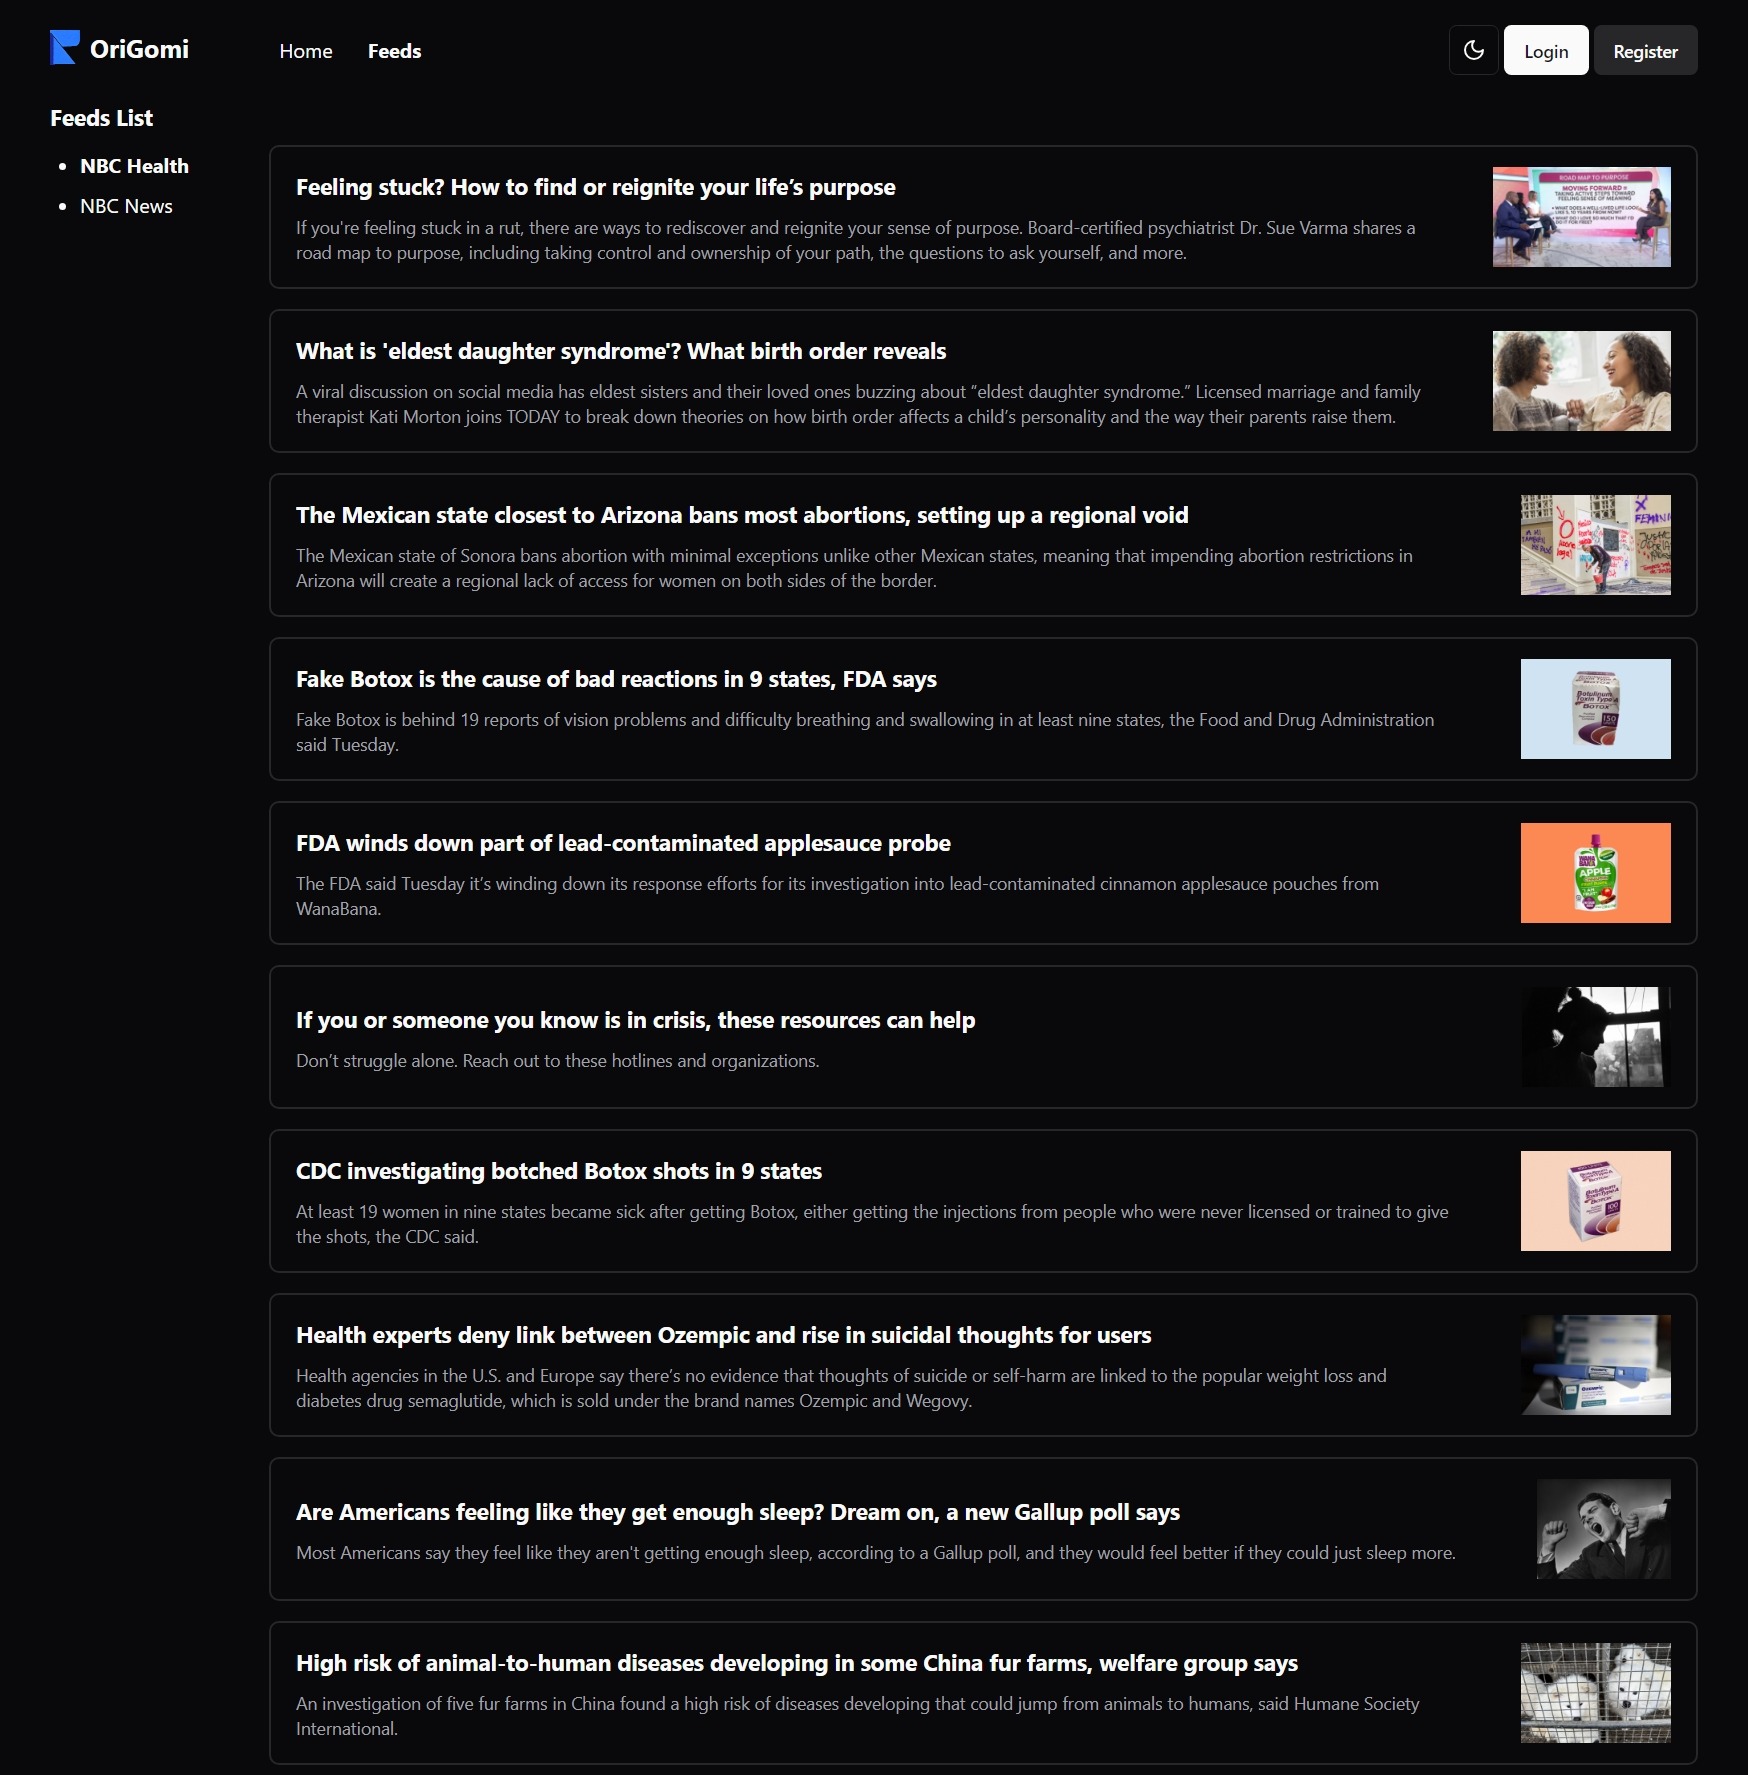 OriGomi
Home
Feeds
Login
Register
Feeds List
NBC Health
NBC News
Feeling stuck? How to find or reignite your life’s purpose
If you're feeling stuck in a rut, there are ways to rediscover and reignite your sense of purpose. Board-certified psychiatrist Dr. Sue Varma shares a
road map to purpose, including taking control and ownership of your path, the questions to ask yourself, and more.
ROAD MAP TO PURPOSE
MOVING FORWARD =
TAKING ACTIVE STEPS TOWARD
FEELING SENSE OF MEANING
What is 'eldest daughter syndrome'? What birth order reveals
A viral discussion on social media has eldest sisters and their loved ones buzzing about “eldest daughter syndrome.” Licensed marriage and family
therapist Kati Morton joins TODAY to break down theories on how birth order affects a child’s personality and the way their parents raise them.
The Mexican state closest to Arizona bans most abortions, setting up a regional void
The Mexican state of Sonora bans abortion with minimal exceptions unlike other Mexican states, meaning that impending abortion restrictions in
Arizona will create a regional lack of access for women on both sides of the border.
Fake Botox is the cause of bad reactions in 9 states, FDA says
Fake Botox is behind 19 reports of vision problems and difficulty breathing and swallowing in at least nine states, the Food and Drug Administration
said Tuesday.
Botulinum
Toxin Type A
BOTOX
150
FDA winds down part of lead-contaminated applesauce probe
The FDA said Tuesday it’s winding down its response efforts for its investigation into lead-contaminated cinnamon applesauce pouches from
WanaBana.
APPLE
If you or someone you know is in crisis, these resources can help
Don’t struggle alone. Reach out to these hotlines and organizations.
CDC investigating botched Botox shots in 9 states
At least 19 women in nine states became sick after getting Botox, either getting the injections from people who were never licensed or trained to give
the shots, the CDC said.
Botulinum
Toxin Type A
BOTOX
100
Health experts deny link between Ozempic and rise in suicidal thoughts for users
Health agencies in the U.S. and Europe say there’s no evidence that thoughts of suicide or self-harm are linked to the popular weight loss and
diabetes drug semaglutide, which is sold under the brand names Ozempic and Wegovy.
OZEMPIC
Are Americans feeling like they get enough sleep? Dream on, a new Gallup poll says
Most Americans say they feel like they aren't getting enough sleep, according to a Gallup poll, and they would feel better if they could just sleep more.
High risk of animal-to-human diseases developing in some China fur farms, welfare group says
An investigation of five fur farms in China found a high risk of diseases developing that could jump from animals to humans, said Humane Society
International.